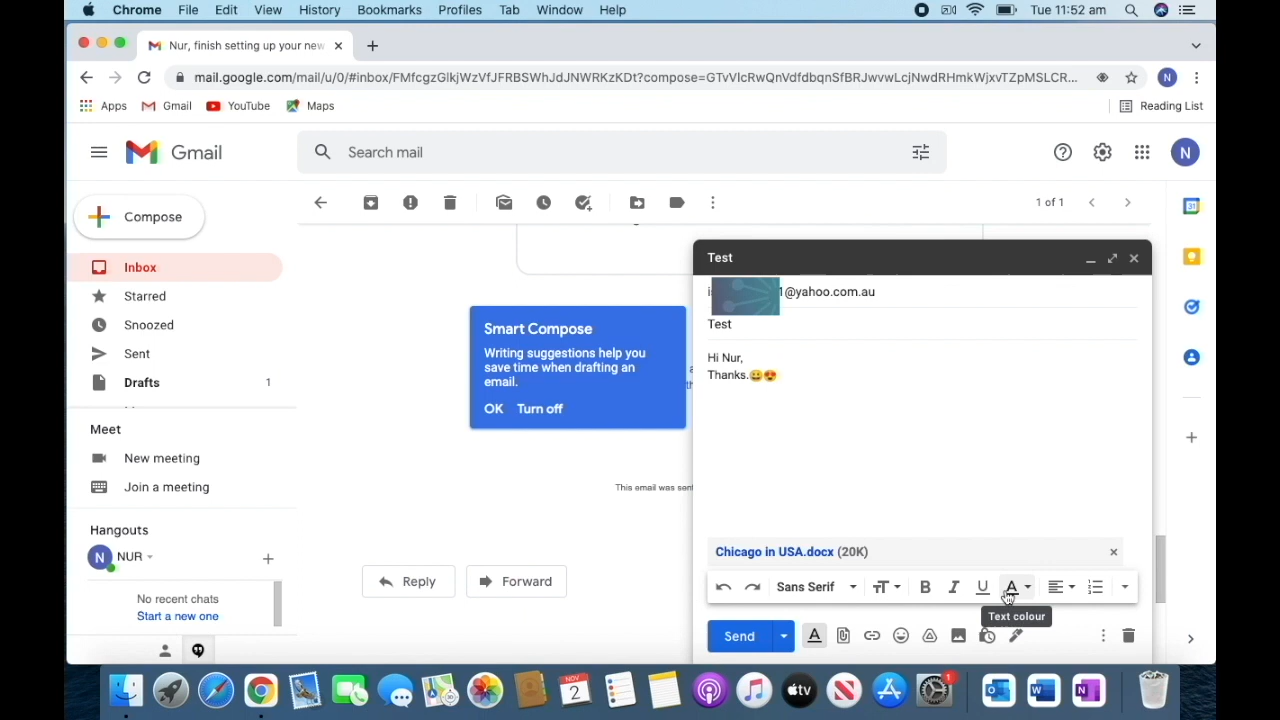 Chrome File Edit View History Bookmarks Profiles Tab Window Help Tue 11:52 am
Nur, finish setting up your new
mail.google.com/mail/u/0/#inbox/FMfcgzGlkjWzVfJFRBSWhJdJNWRKzKDt?compose=GTvVlcRwQnVdfdbqnSfBRJwvwLcjNwdRHmkWjxvTZpMSLCR... N
Apps Gmail YouTube Maps Reading List
Gmail Search mail N
Compose 1 of 1
Inbox
Starred
Snoozed
Sent
Drafts 1
Meet
New meeting
Join a meeting
Hangouts
N NUR
No recent chats
Start a new one
Smart Compose
Writing suggestions help you
save time when drafting an
email.
OK Turn off
This email was sent
Reply Forward
Test
1@yahoo.com.au
Test
Hi Nur,
Thanks.😀😍
Chicago in USA.docx (20K)
Sans Serif
Text colour
Send
NOV
2
tv
1